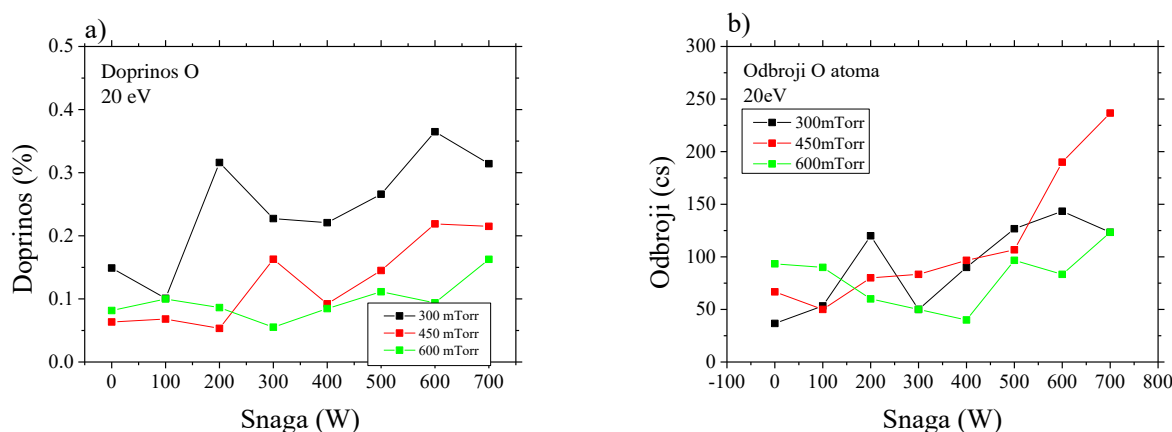 a)
Doprinos O
20 eV
Doprinos (%)
0.5
0.4
0.3
0.2
0.1
0.0
300 mTorr
450 mTorr
600 mTorr
0 100 200 300 400 500 600 700
Snaga (W)
b)
Odbroji O atoma
20eV
300mTorr
450mTorr
600mTorr
Odbroji (cs)
300
250
200
150
100
50
0
-100 0 100 200 300 400 500 600 700 800
Snaga (W)